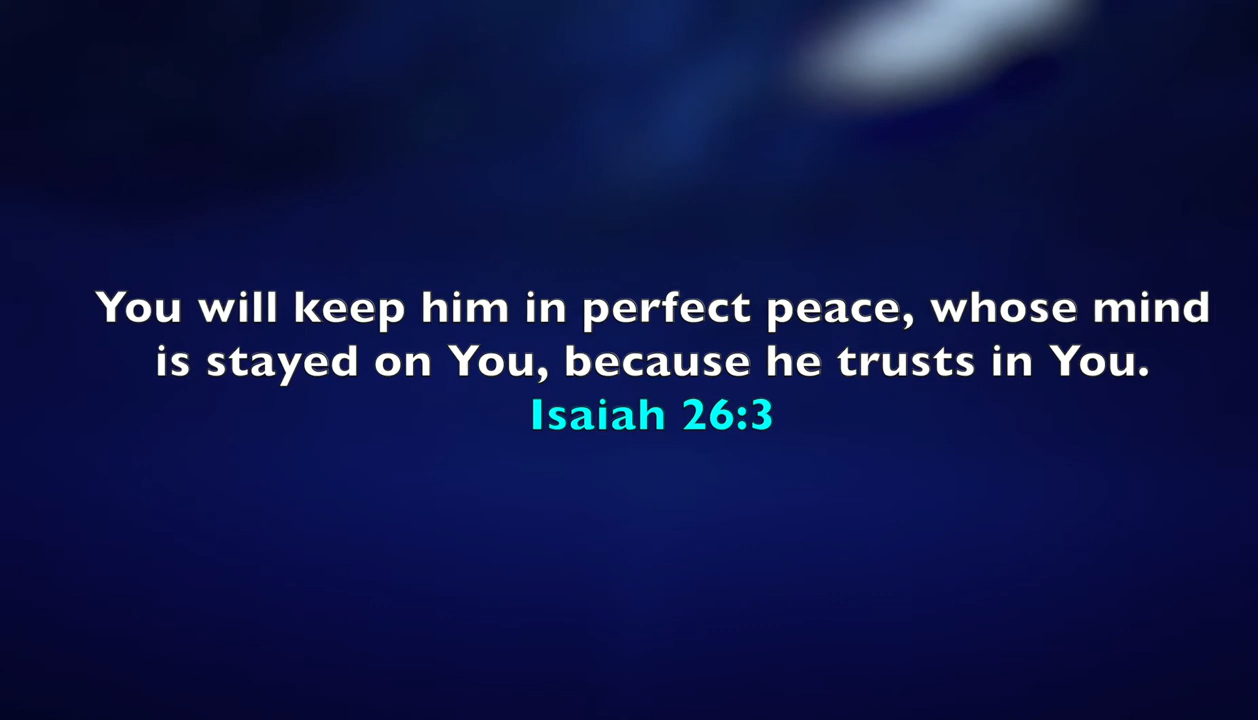 You will keep him in perfect peace, whose mind
is stayed on You, because he trusts in You.
Isaiah 26:3